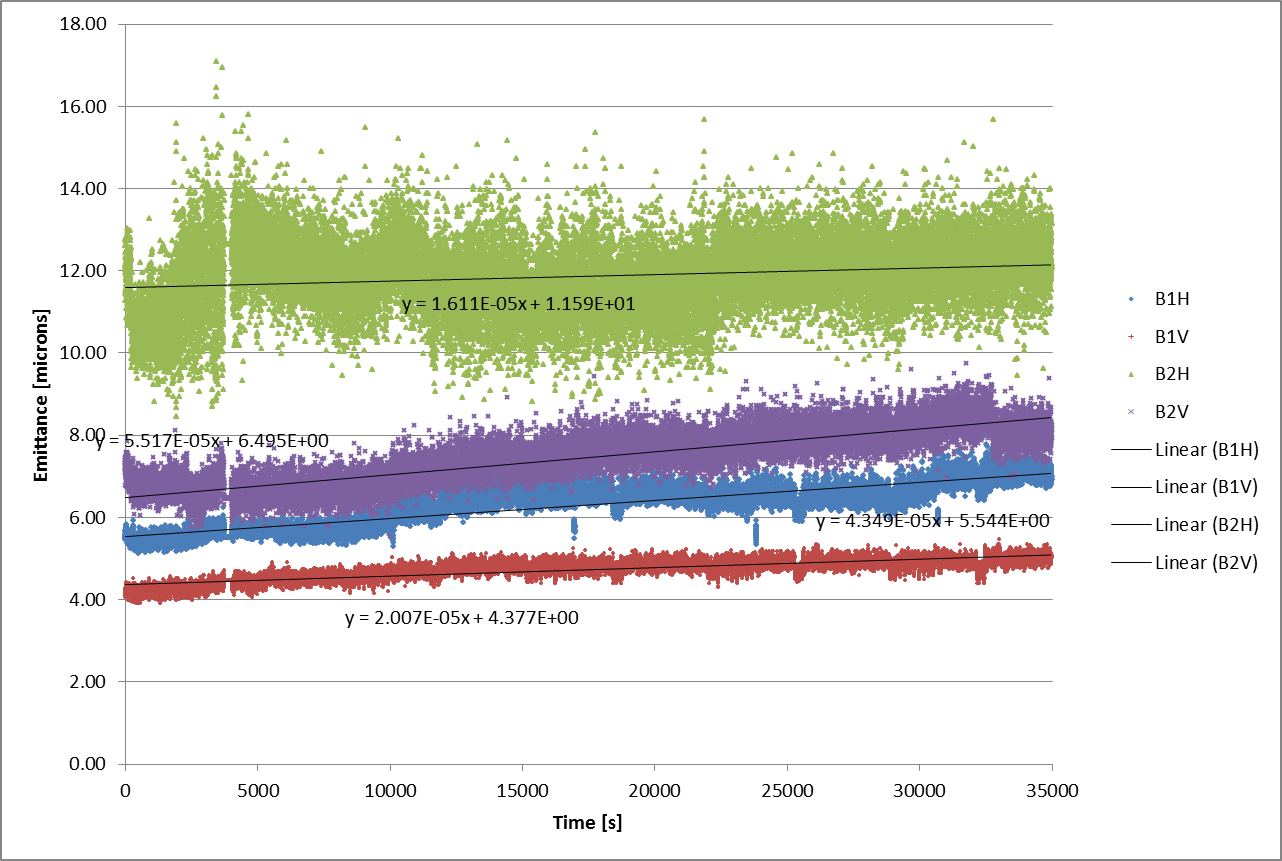 18.00
16.00
14.00
12.00
10.00
8.00
6.00
4.00
2.00
0.00
Emittance [microns]
y = 1.611E-05x + 1.159E+01
y = 5.517E-05x + 6.495E+00
y = 4.349E-05x + 5.544E+00
y = 2.007E-05x + 4.377E+00
0 5000 10000 15000 20000 25000 30000 35000
Time [s]
B1H
B1V
B2H
B2V
Linear (B1H)
Linear (B1V)
Linear (B2H)
Linear (B2V)